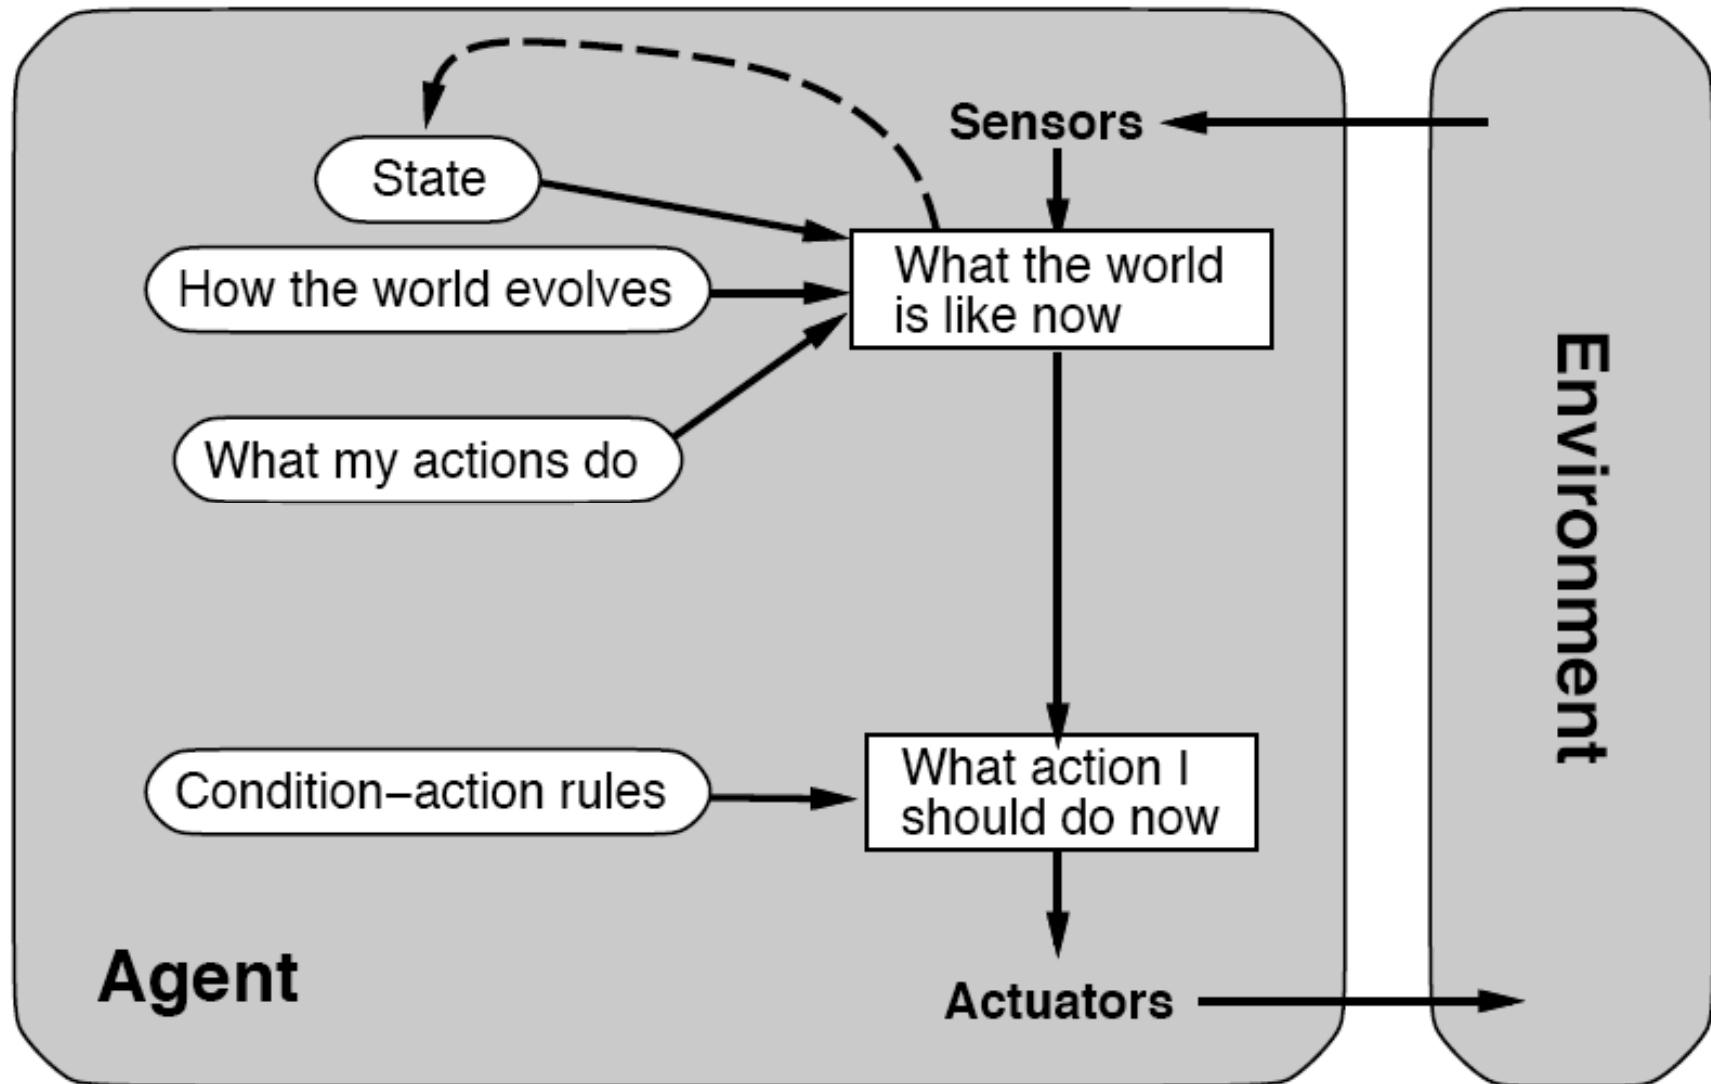 Sensors
State
How the world evolves
What the world
is like now
What my actions do
Environment
Condition–action rules
What action I
should do now
Agent
Actuators